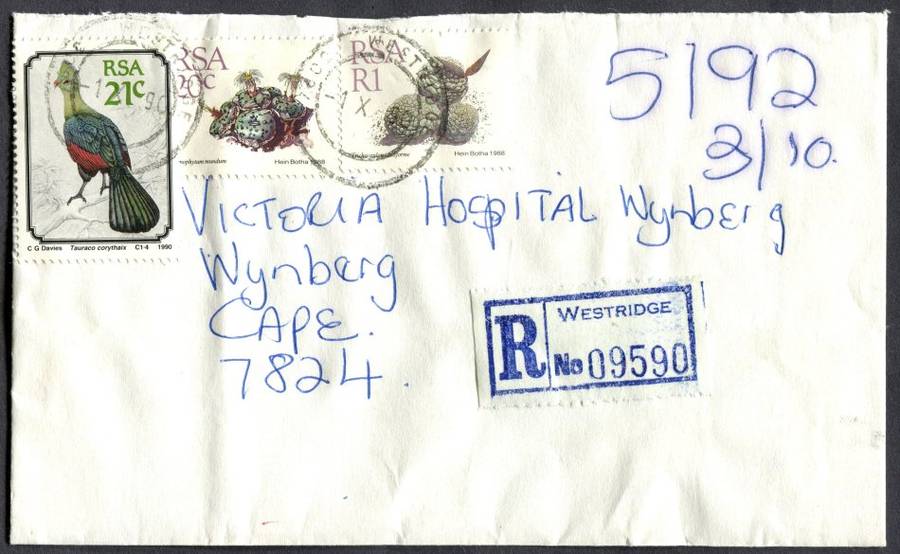 RSA
21c
C G Davies Tauraco corythaix C1-4 1990
RSA
20c
Hein Botha 1988
RSA
R1
Hein Botha 1988
5192
3/10.
VICTORIA HOSPITAL Wynberg
Wynberg
CAPE.
7824.
R
WESTRIDGE
No 09590